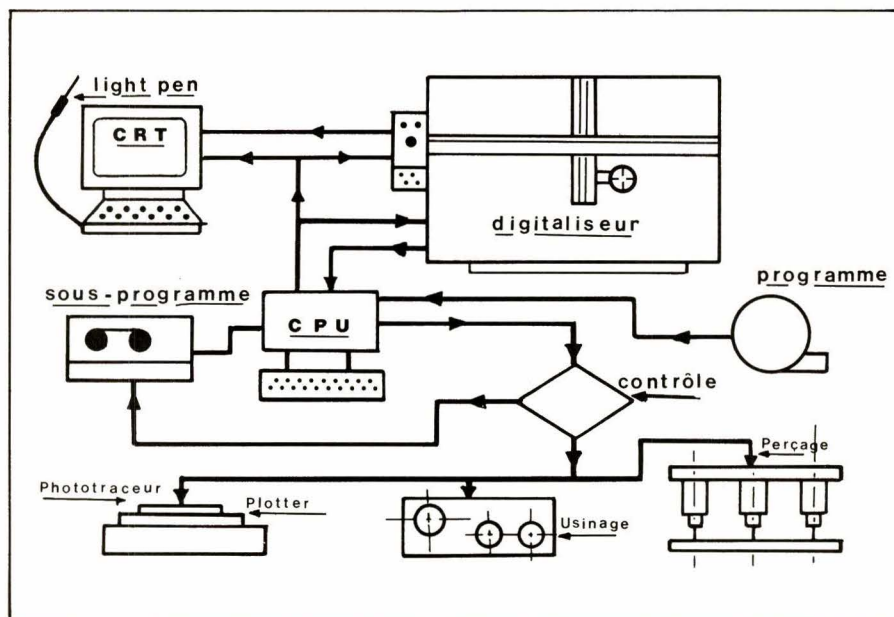 light pen
CRT
digitaliseur
programme
sous-programme
CPU
contrôle
Perçage
Phototraceur
Plotter
Usinage